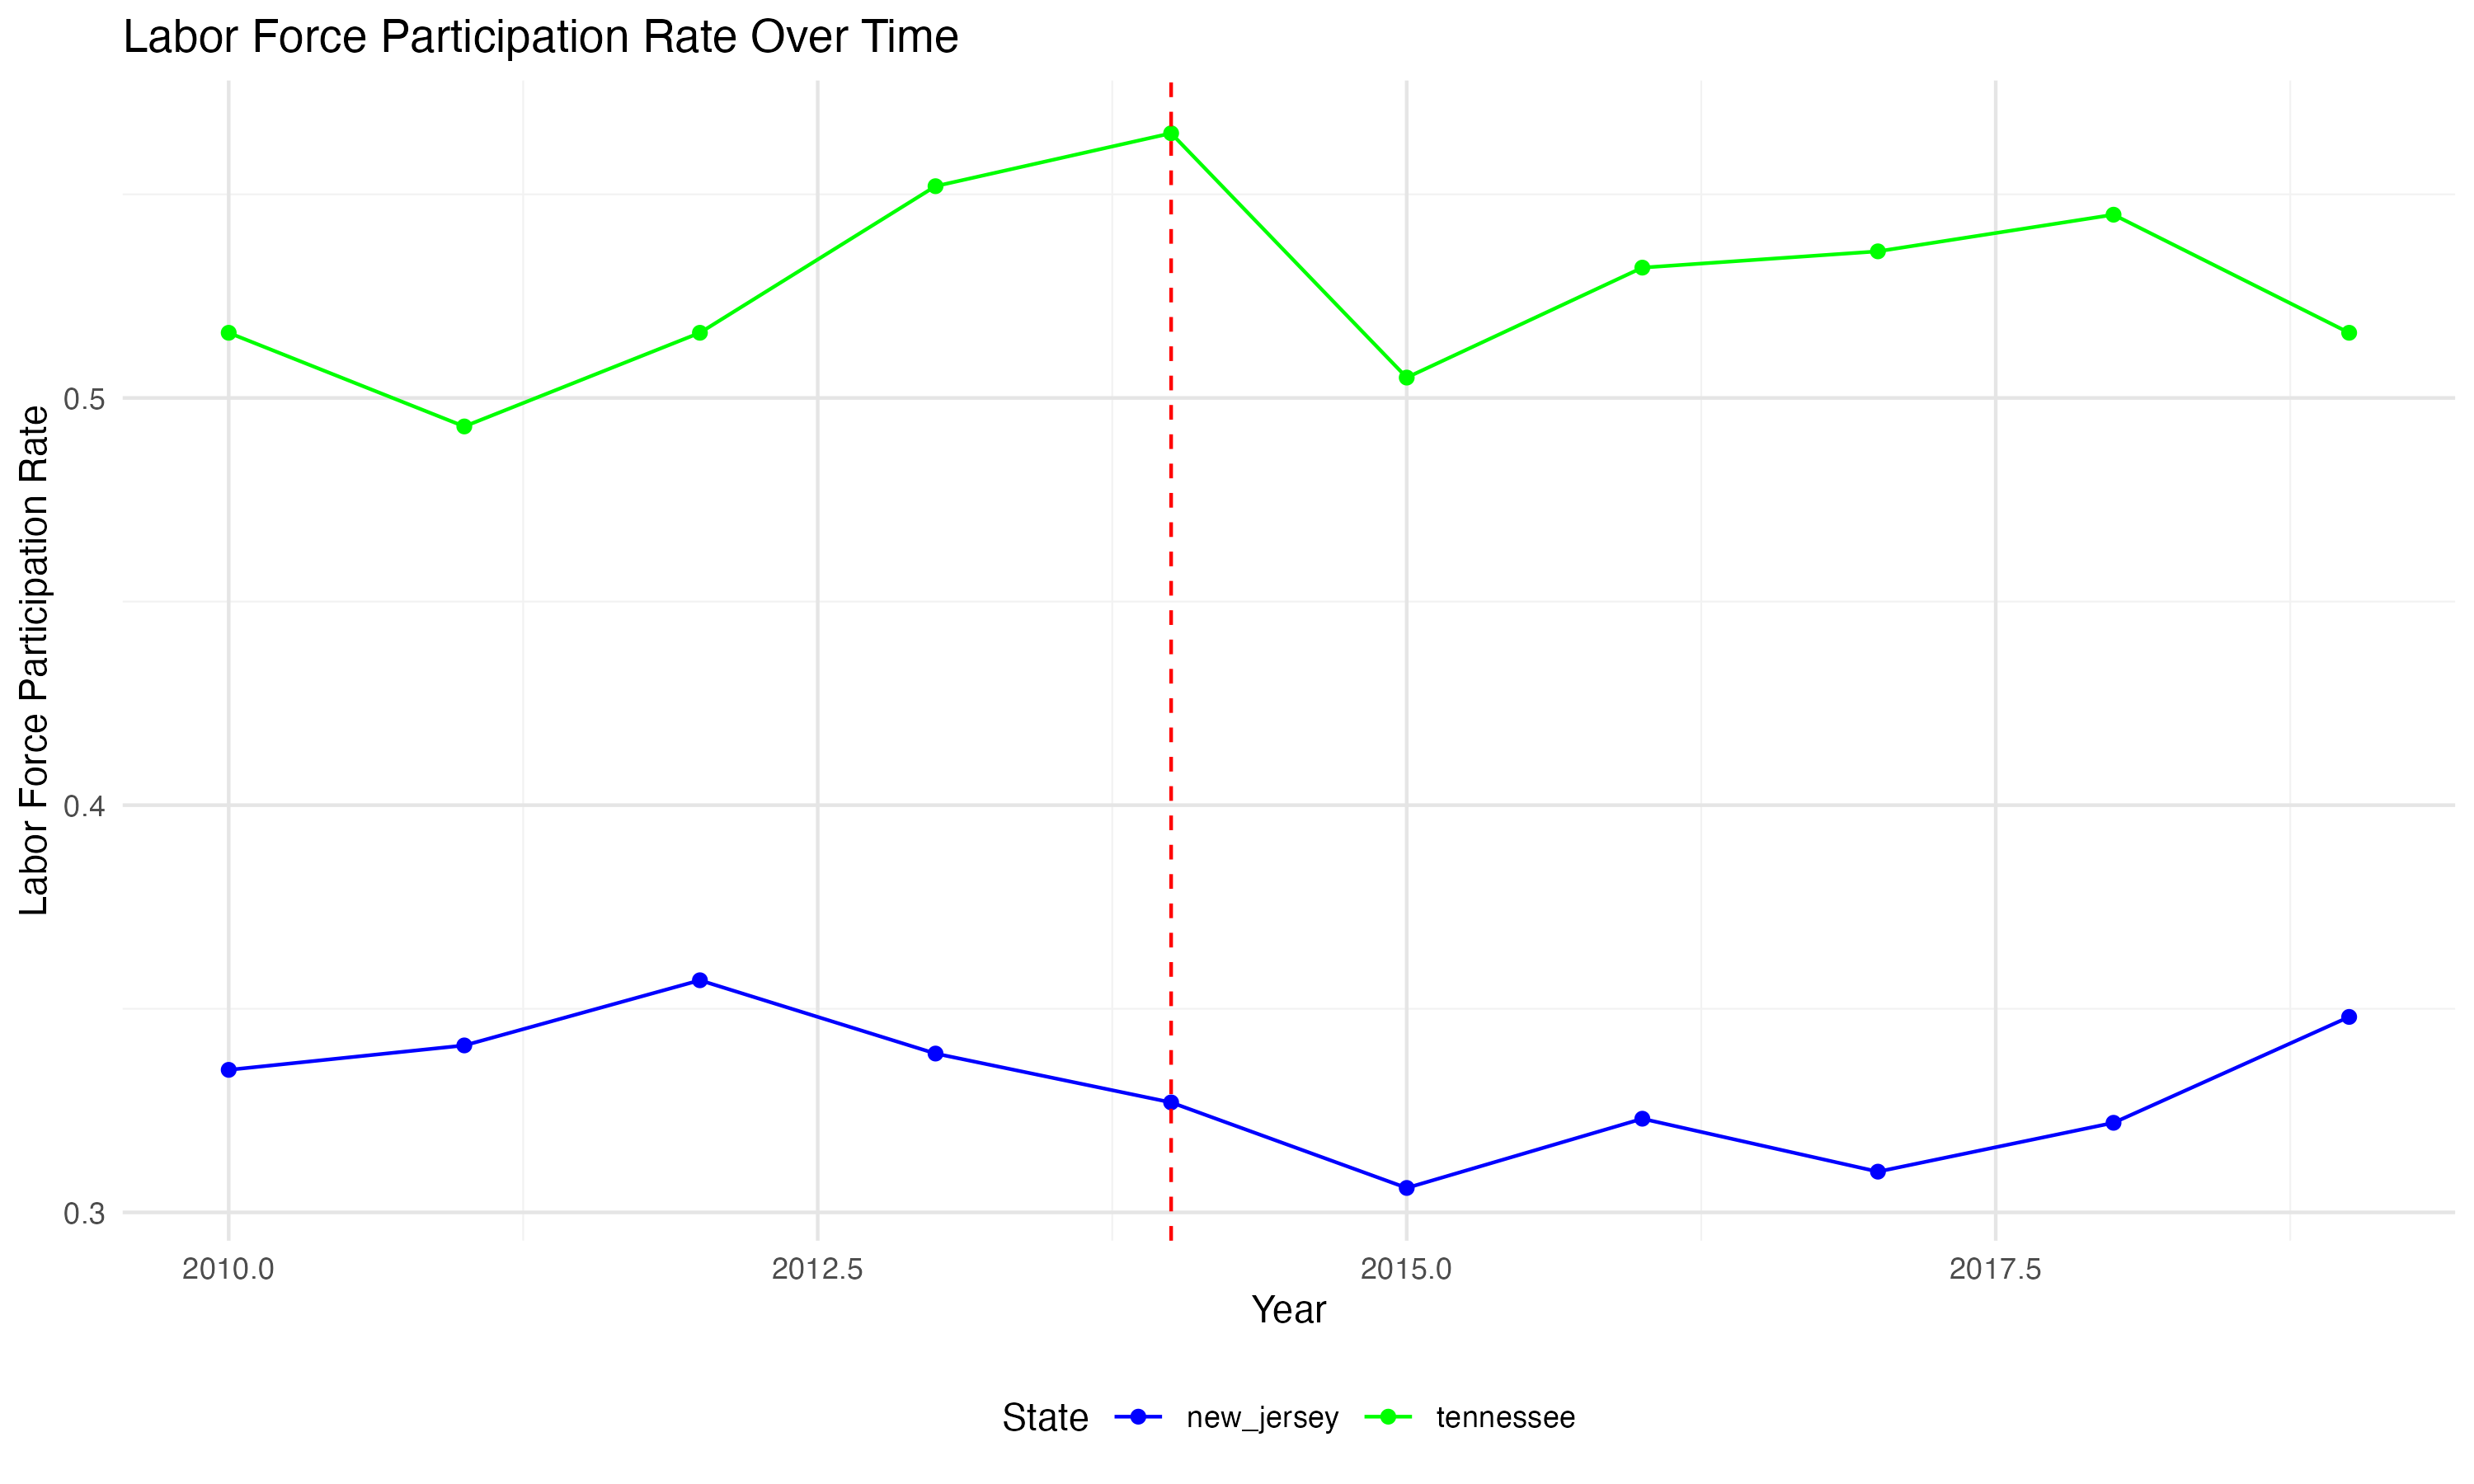 Labor Force Participation Rate Over Time
Labor Force Participation Rate
0.5
0.4
0.3
2010.0 2012.5 2015.0 2017.5
Year
State new_jersey tennessee